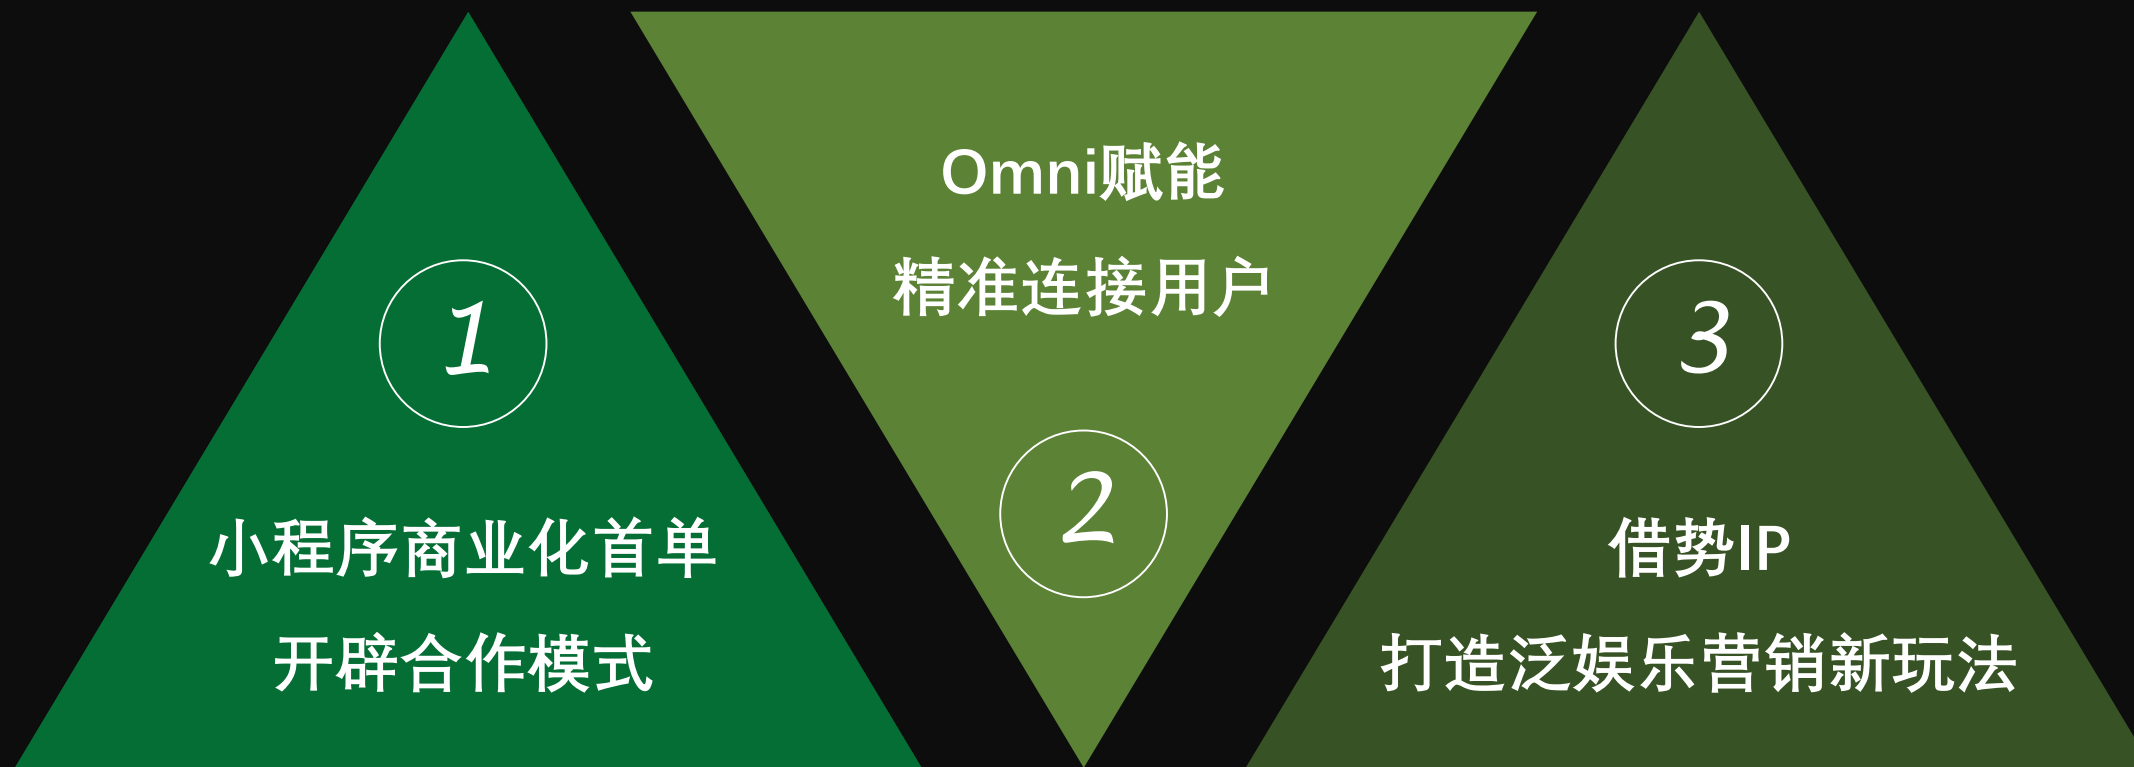 1
小程序商业化首单
开辟合作模式
Omni赋能
精准连接用户
2
3
借势IP
打造泛娱乐营销新玩法